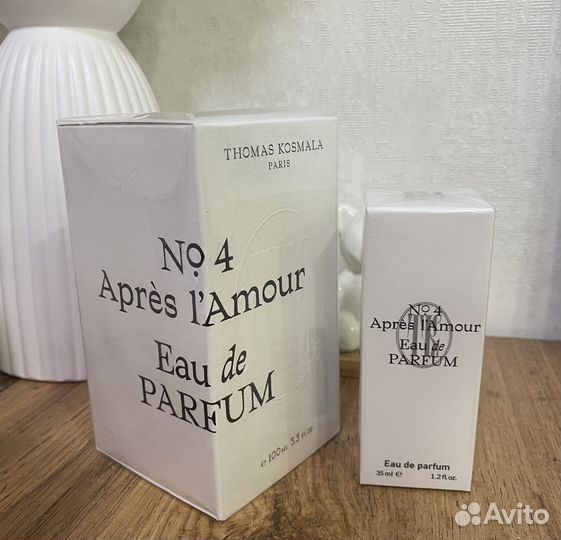 THOMAS KOSMALA
PARIS
No 4
Après l'Amour
Eau de
PARFUM
e 100 ML 3.3 fl oz
No 4
Après l'Amour
Eau de
PARFUM
Eau de parfum
35 ml e 1.2 fl oz.
Avito